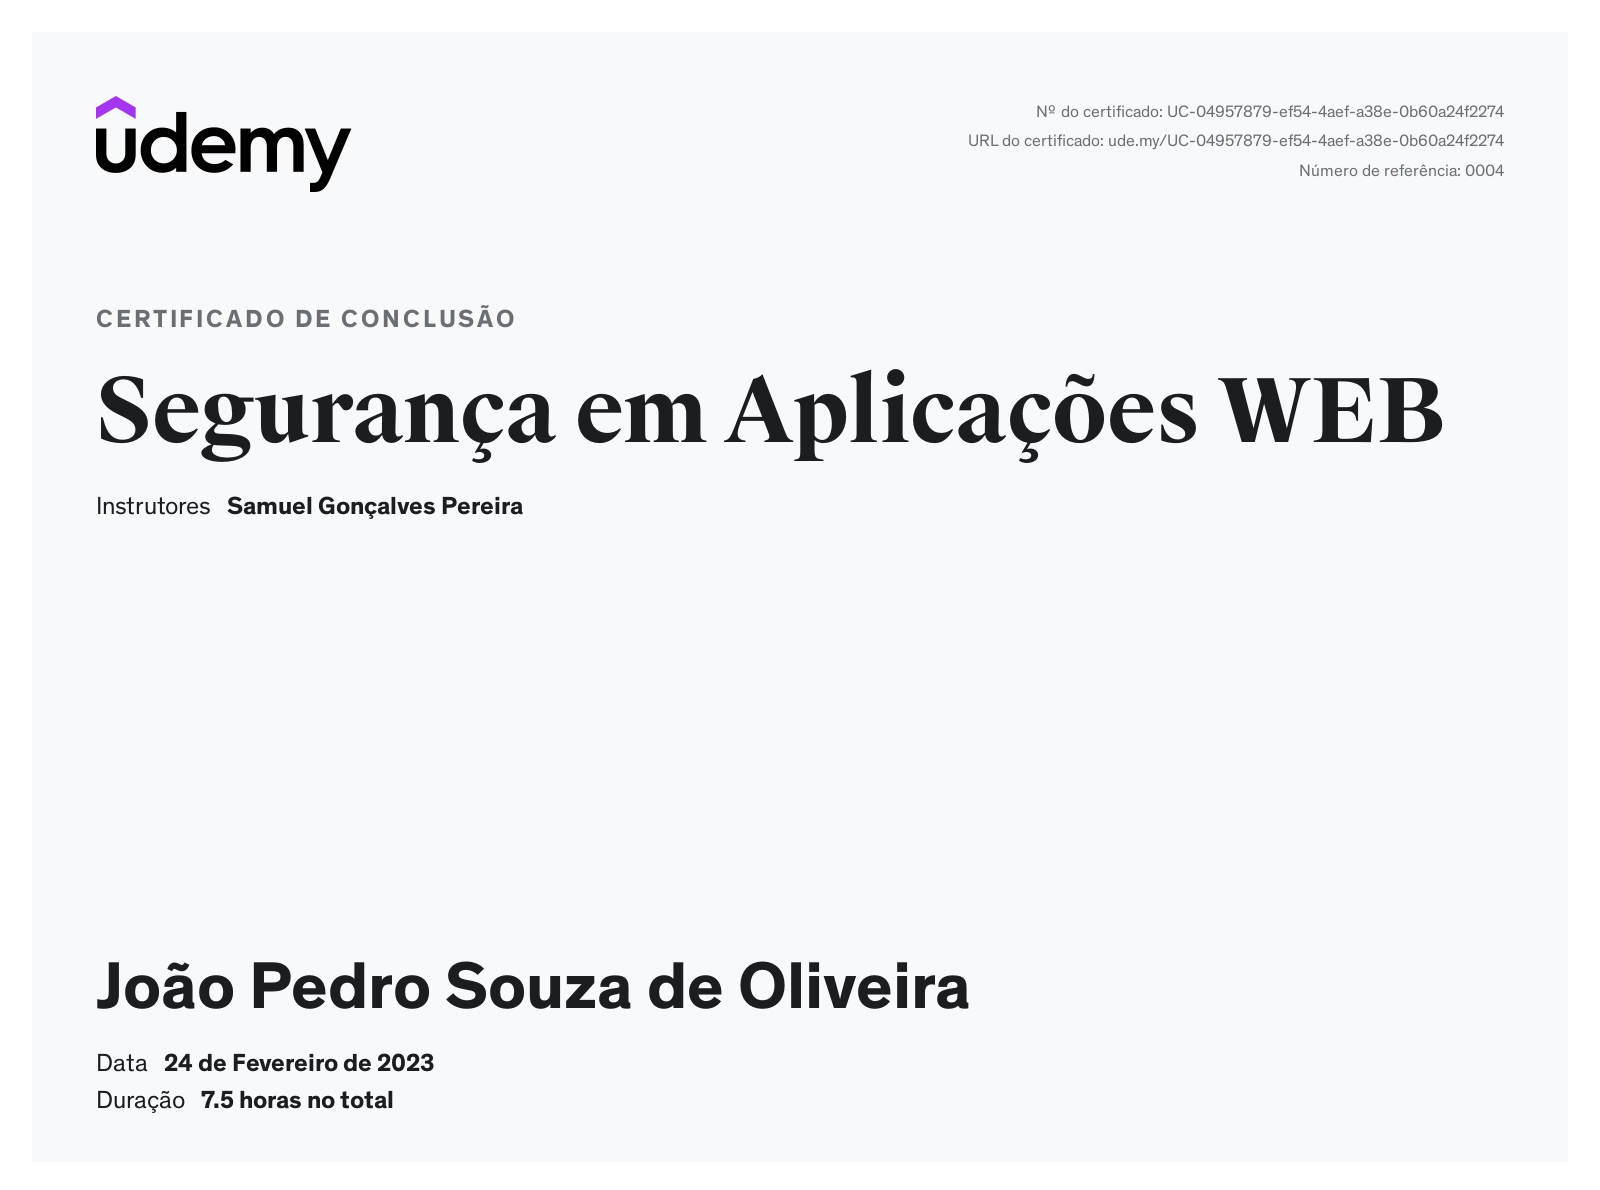 udemy
Nº do certificado: UC-04957879-ef54-4aef-a38e-0b60a24f2274
URL do certificado: ude.my/UC-04957879-ef54-4aef-a38e-0b60a24f2274
Número de referência: 0004
CERTIFICADO DE CONCLUSÃO
Segurança em Aplicações WEB
Instrutores Samuel Gonçalves Pereira
João Pedro Souza de Oliveira
Data 24 de Fevereiro de 2023
Duração 7.5 horas no total